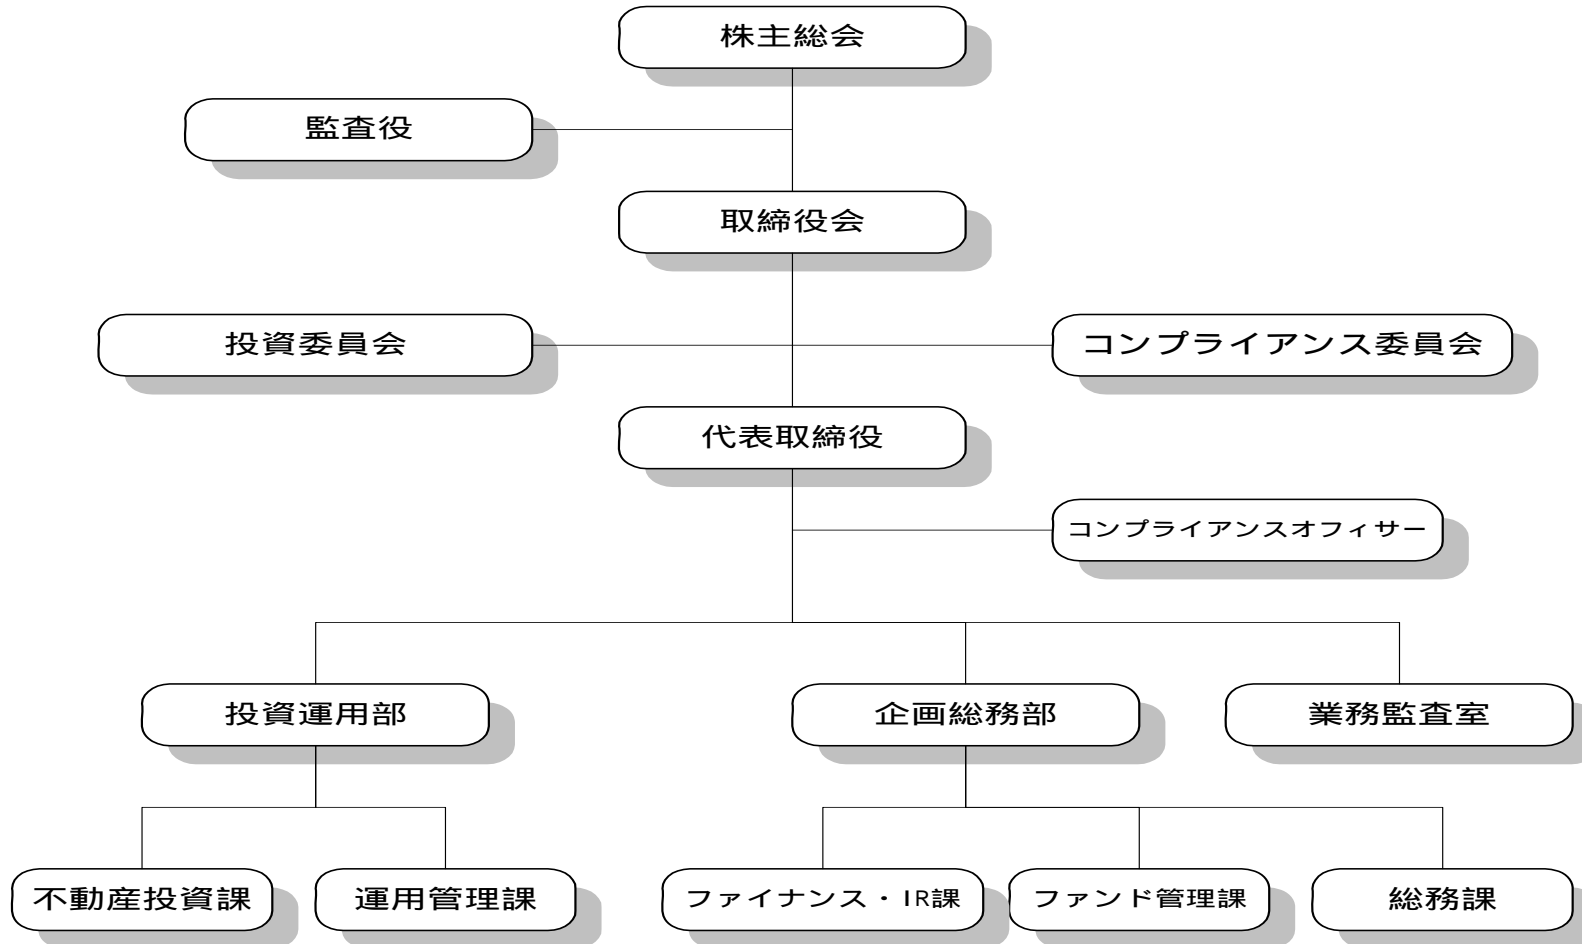 株主総会
監査役
取締役会
投資委員会
コンプライアンス委員会
代表取締役
コンプライアンスオフィサー
投資運用部
企画総務部
業務監査室
不動産投資課
運用管理課
ファイナンス・IR課
ファンド管理課
総務課